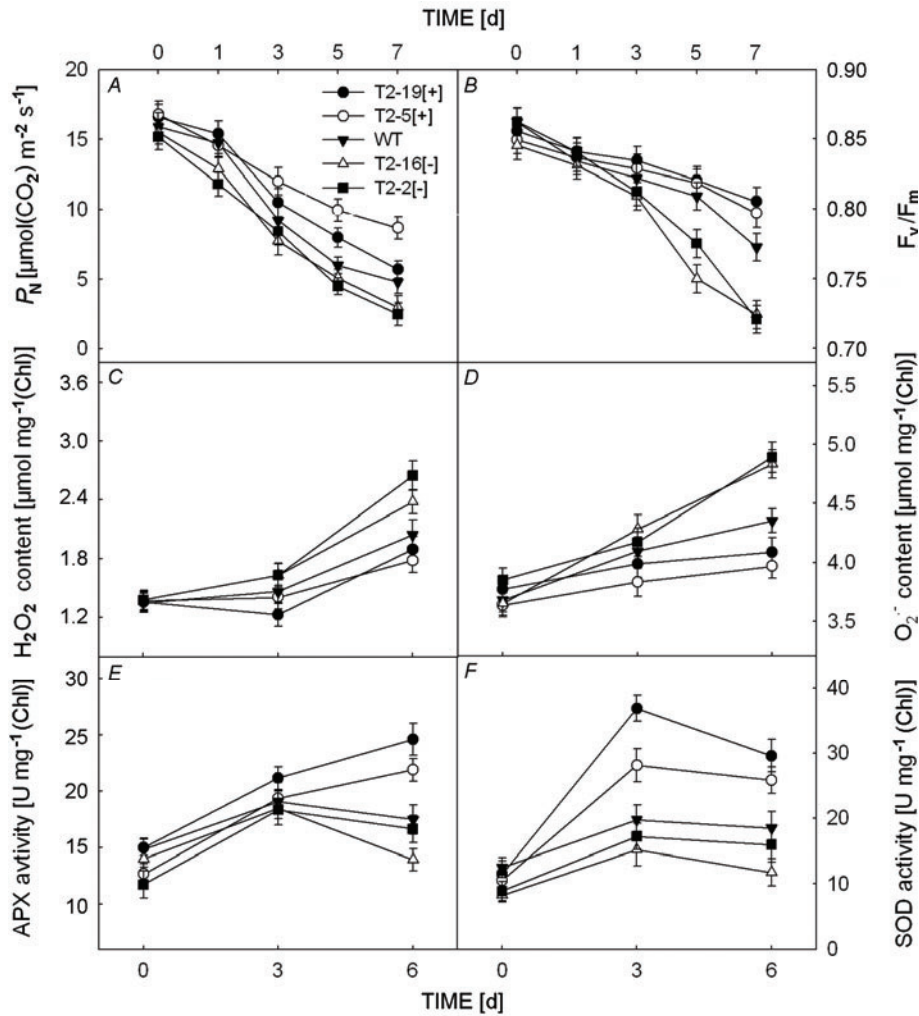 TIME [d]
0 1 3 5 7 0 1 3 5 7
A
B
T2-19[+]
T2-5[+]
WT
T2-16[-]
T2-2[-]
20
15
10
5
0
P_N [µmol(CO₂) m⁻² s⁻¹]
0.90
0.85
0.80
0.75
0.70
F_v/F_m
C
D
3.6
3.0
2.4
1.8
1.2
H₂O₂ content [µmol mg⁻¹(Chl)]
5.5
5.0
4.5
4.0
3.5
O₂·⁻ content [µmol mg⁻¹(Chl)]
E
F
30
25
20
15
10
APX avtivity [U mg⁻¹(Chl)]
40
30
20
10
0
SOD activity [U mg⁻¹ (Chl)]
0 3 6 0 3 6
TIME [d]